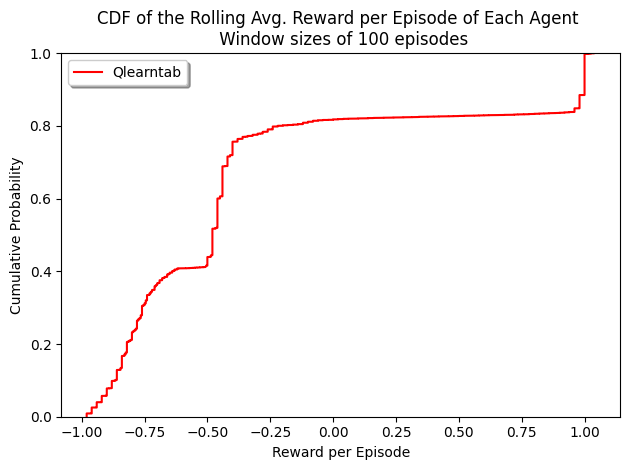 CDF of the Rolling Avg. Reward per Episode of Each Agent
Window sizes of 100 episodes
Qlearntab
1.0
0.8
0.6
0.4
0.2
0.0
Cumulative Probability
−1.00 −0.75 −0.50 −0.25 0.00 0.25 0.50 0.75 1.00
Reward per Episode